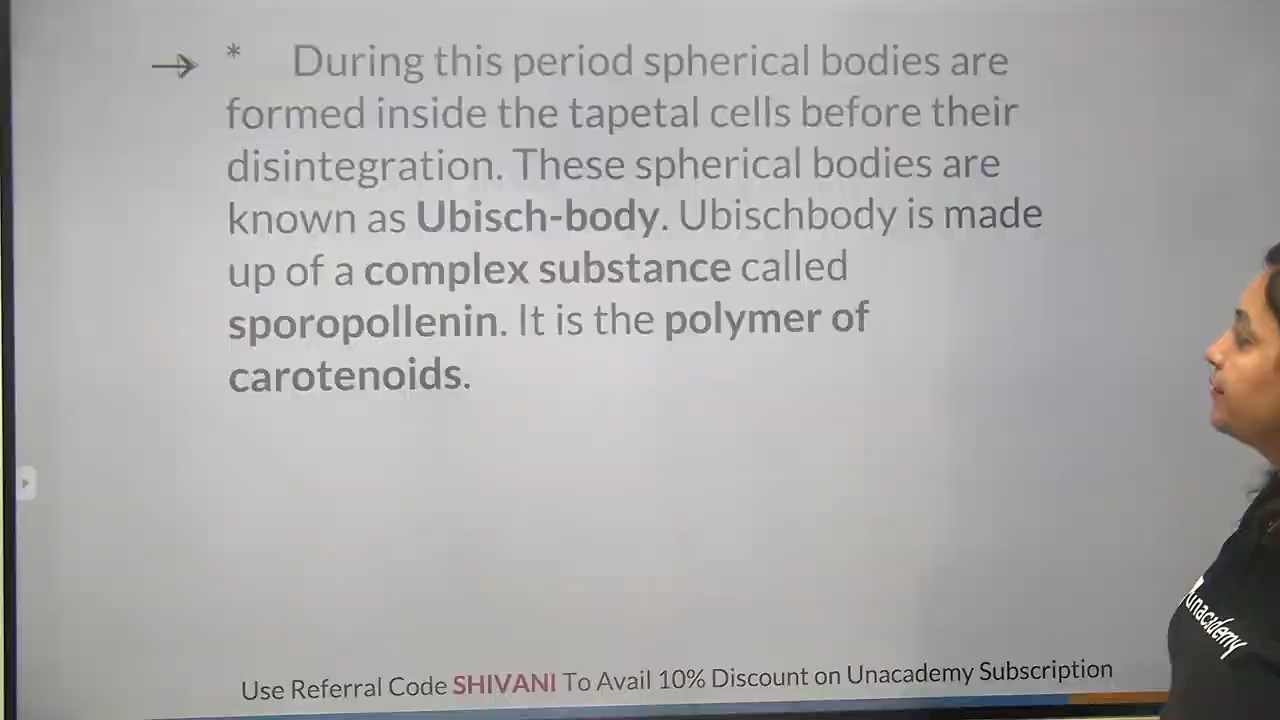 → * During this period spherical bodies are
formed inside the tapetal cells before their
disintegration. These spherical bodies are
known as Ubisch-body. Ubischbody is made
up of a complex substance called
sporopollenin. It is the polymer of
carotenoids.
unacademy
Use Referral Code SHIVANI To Avail 10% Discount on Unacademy Subscription